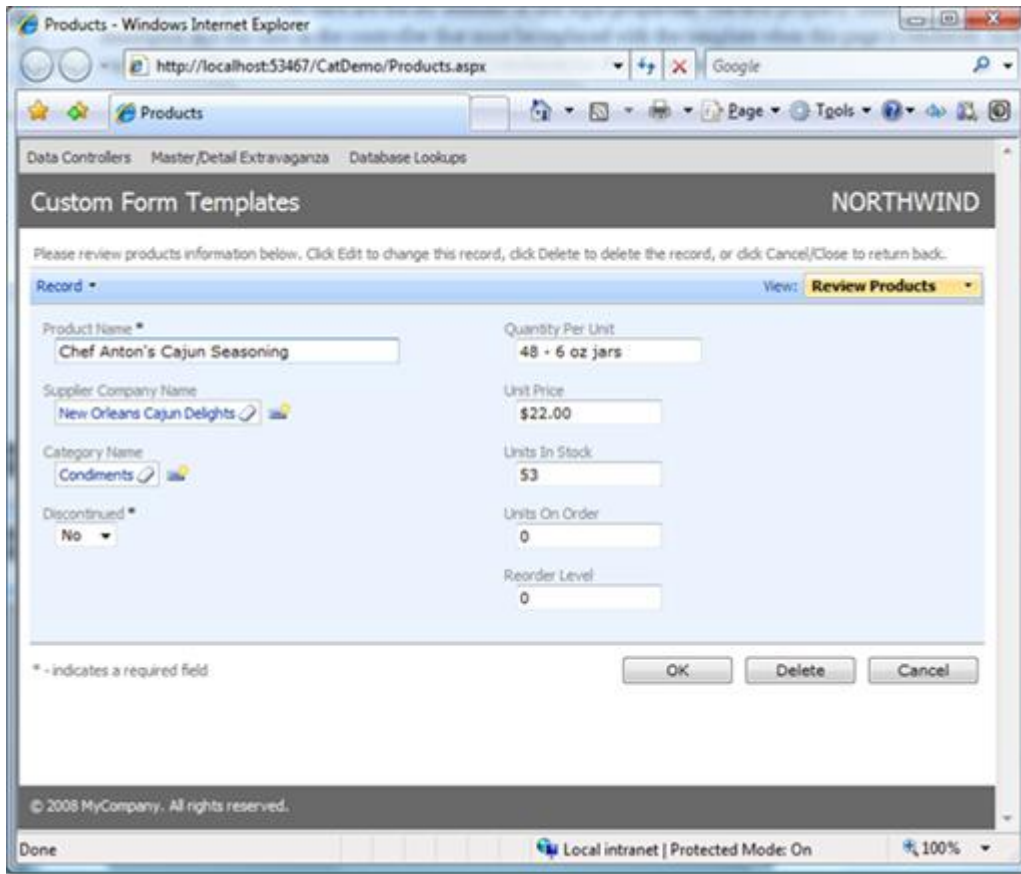 Products - Windows Internet Explorer
http://localhost:53467/CatDemo/Products.aspx
Google
Products
Page
Tools
Data Controllers Master/Detail Extravaganza Database Lookups
Custom Form Templates
NORTHWIND
Please review products information below. Click Edit to change this record, click Delete to delete the record, or click Cancel/Close to return back.
Record
View: Review Products
Product Name *
Chef Anton's Cajun Seasoning
Supplier Company Name
New Orleans Cajun Delights
Category Name
Condiments
Discontinued *
No
Quantity Per Unit
48 - 6 oz jars
Unit Price
$22.00
Units In Stock
53
Units On Order
0
Reorder Level
0
* - indicates a required field
OK
Delete
Cancel
© 2008 MyCompany. All rights reserved.
Done
Local intranet | Protected Mode: On
100%